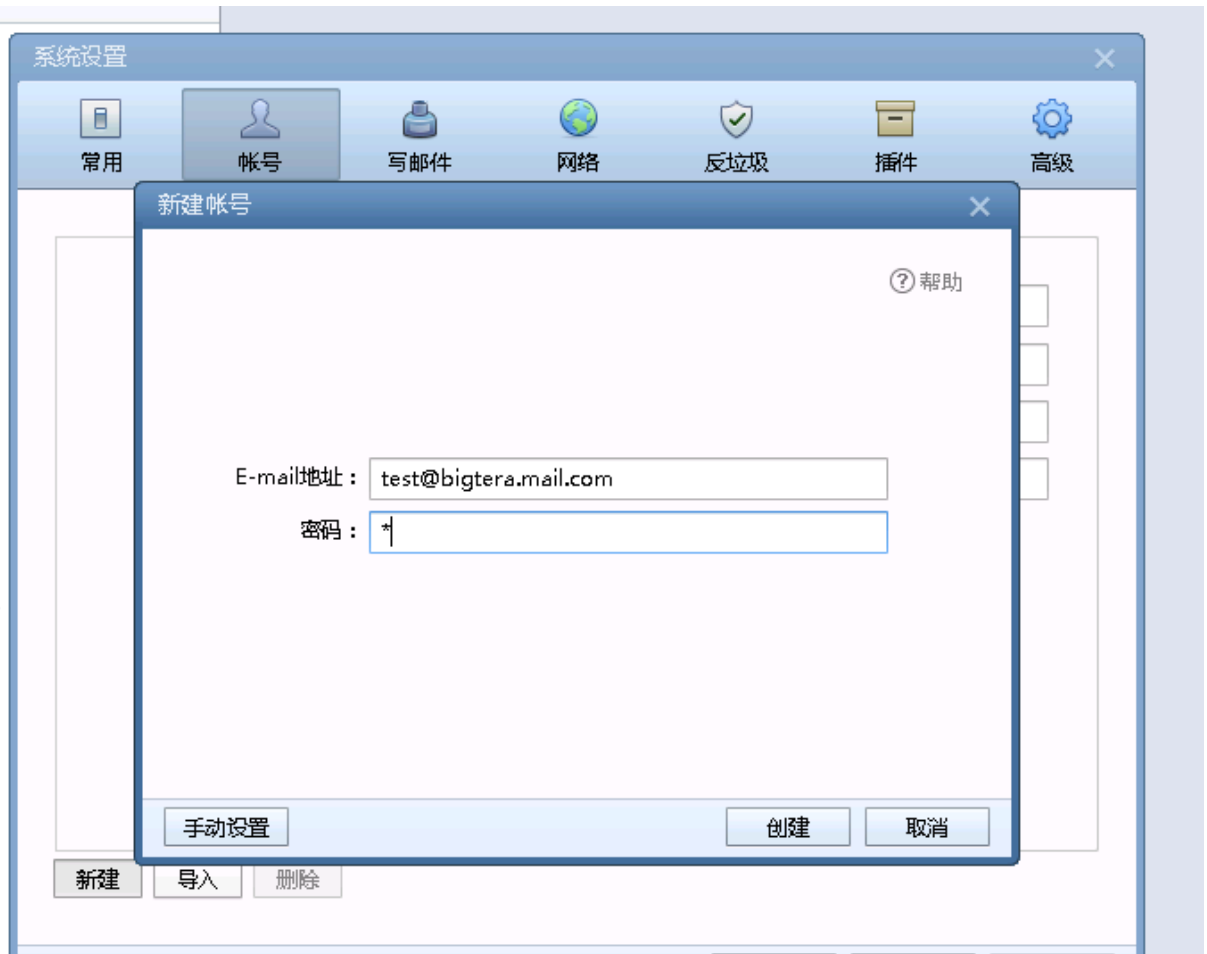 系统设置
常用 帐号 写邮件 网络 反垃圾 插件 高级
新建帐号
?帮助
E-mail地址： test@bigtera.mail.com
密码： *
手动设置 创建 取消
新建 导入 删除